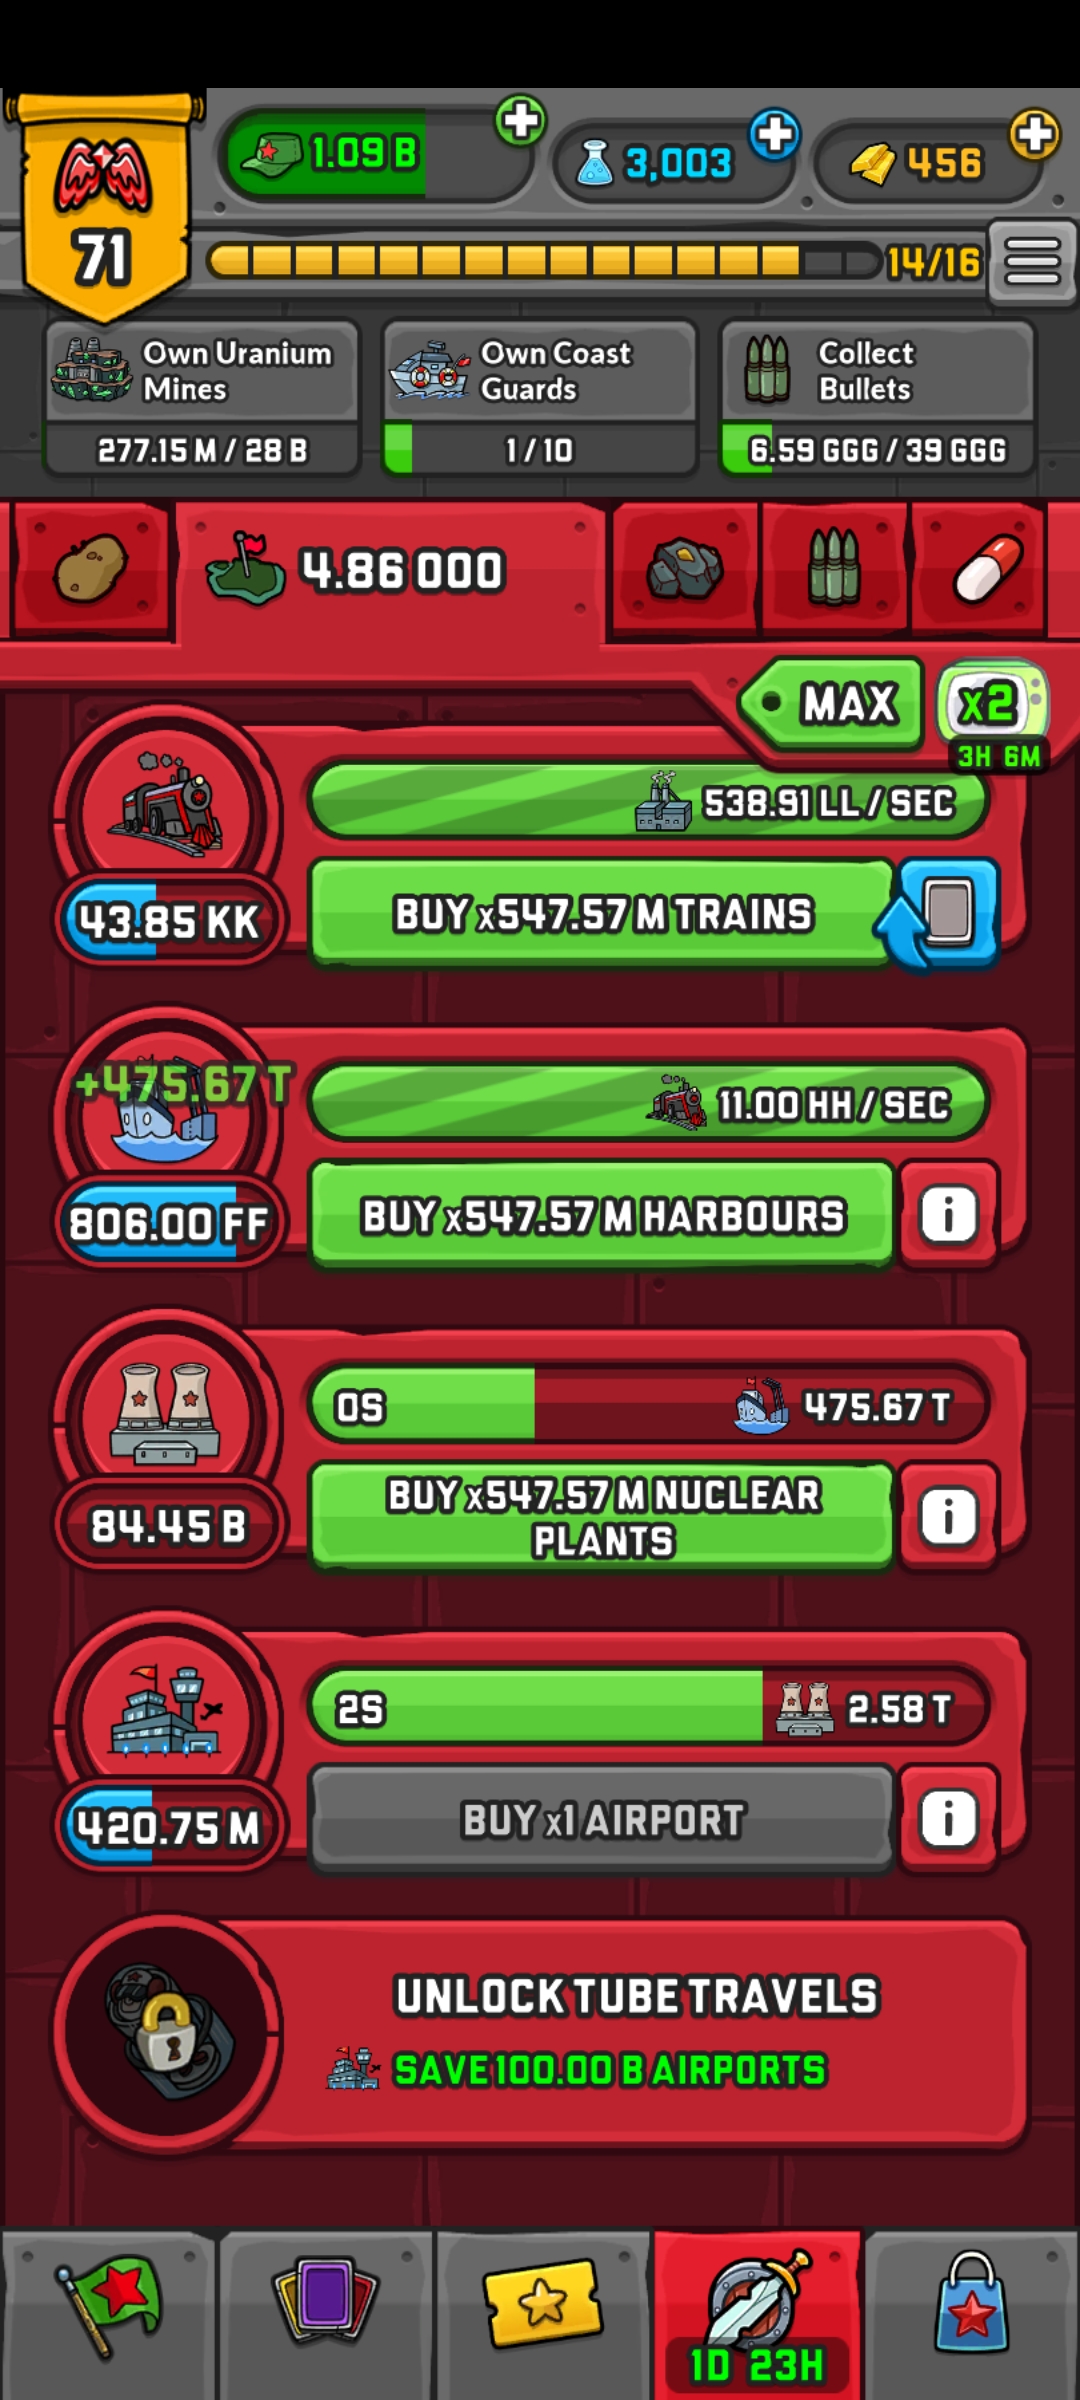 1.09 B
3,003
456
71
14/16
Own Uranium
Mines
277.15 M / 28 B
Own Coast
Guards
1 / 10
Collect
Bullets
6.59 GGG / 39 GGG
4.86 OOO
MAX
x2
3H 6M
538.91 LL / SEC
43.85 KK
BUY x547.57 M TRAINS
+475.67 T
11.00 HH / SEC
806.00 FF
BUY x547.57 M HARBOURS
i
0S
475.67 T
84.45 B
BUY x547.57 M NUCLEAR
PLANTS
i
2S
2.58 T
420.75 M
BUY x1 AIRPORT
i
UNLOCK TUBE TRAVELS
SAVE 100.00 B AIRPORTS
1D 23H